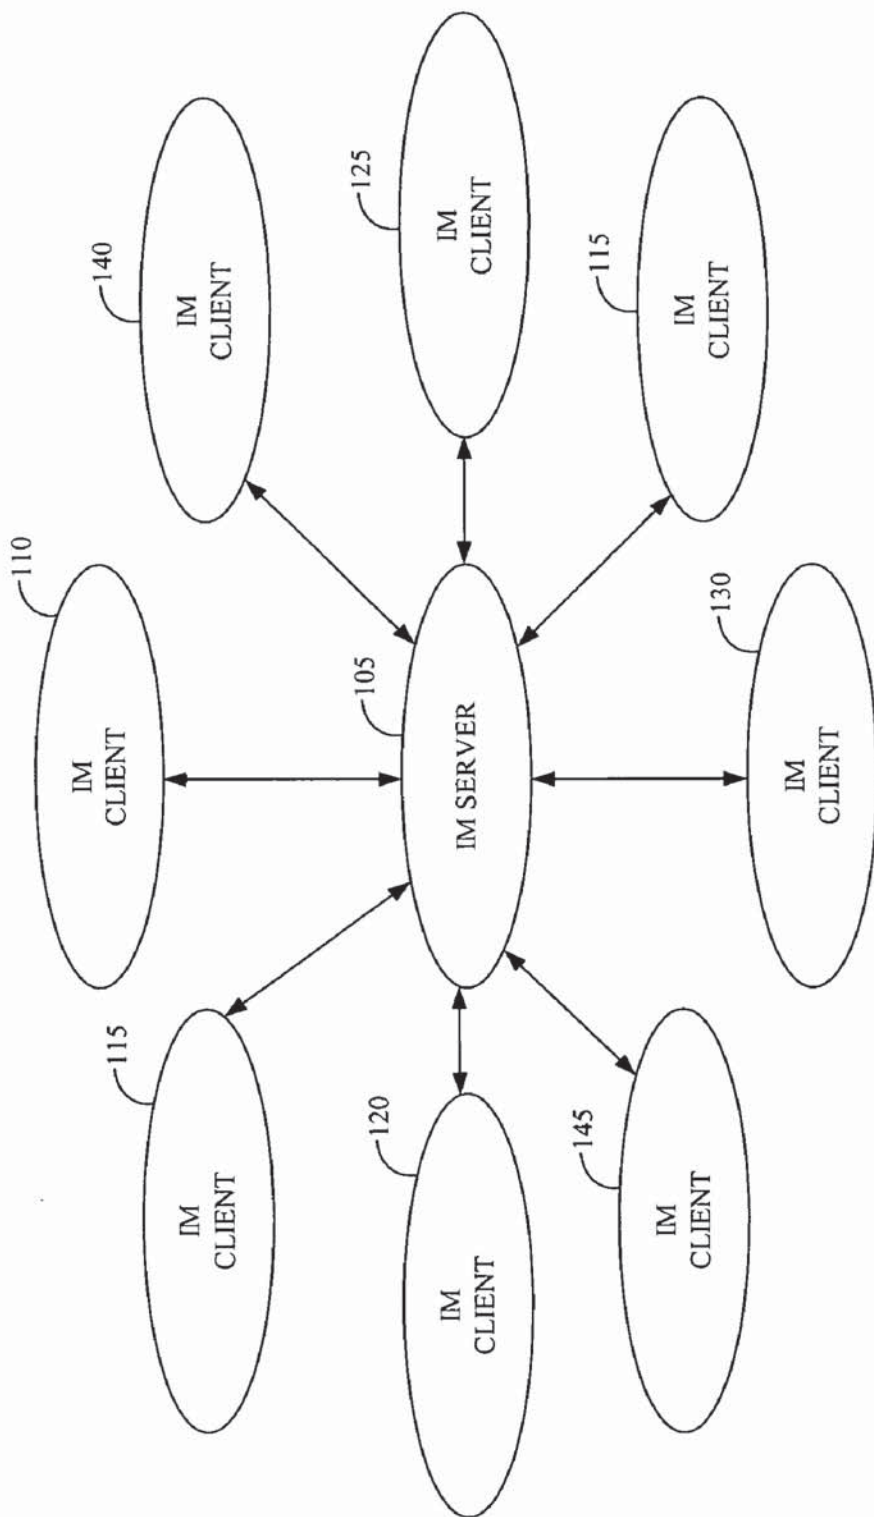 110
IM
CLIENT
115
IM
CLIENT
140
IM
CLIENT
105
IM SERVER
120
IM
CLIENT
125
IM
CLIENT
145
IM
CLIENT
130
IM
CLIENT
115
IM
CLIENT